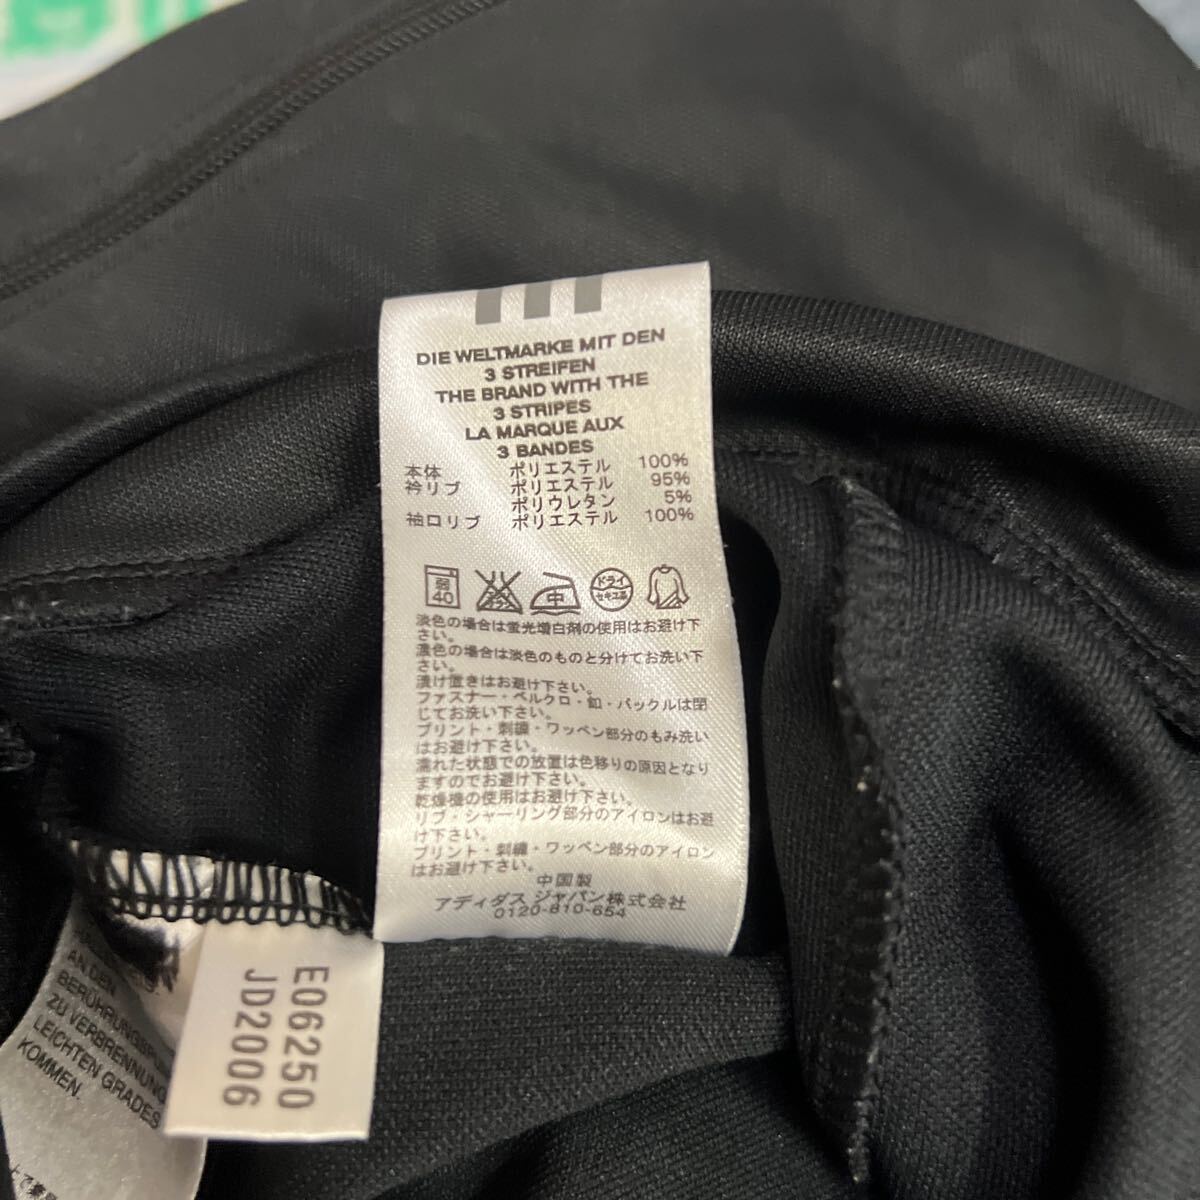 DIE WELTMARKE MIT DEN
3 STREIFEN
THE BRAND WITH THE
3 STRIPES
LA MARQUE AUX
3 BANDES
本体 ポリエステル 100%
衿リブ ポリエステル 95%
ポリウレタン 5%
袖口リブ ポリエステル 100%
弱 40 エンソサラシ 中 ドライ セキユ系
淡色の場合は蛍光増白剤の使用はお避け下
さい。
濃色の場合は淡色のものと分けてお洗い下
さい。
漬け置きはお避け下さい。
ファスナー・ベルクロ・釦・バックルは閉
じてお洗い下さい。
プリント・刺繍・ワッペン部分のもみ洗い
はお避け下さい。
濡れた状態での放置は色移りの原因となり
ますのでお避け下さい。
乾燥機の使用はお避け下さい。
リブ・シャーリング部分のアイロンはお避
け下さい。
プリント・刺繍・ワッペン部分のアイロン
はお避け下さい。
中国製
アディダス ジャパン株式会社
0120-810-654
E06250
JD2006
AN DEN
ZU VERBRENNUNG
LEICHTEN GRADES
KOMMEN.